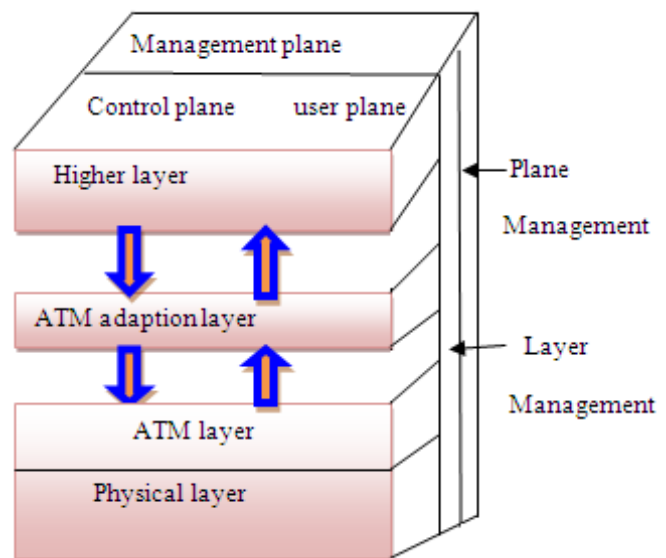 Management plane
Control plane
user plane
Higher layer
Plane
Management
ATM adaption layer
Layer
Management
ATM layer
Physical layer